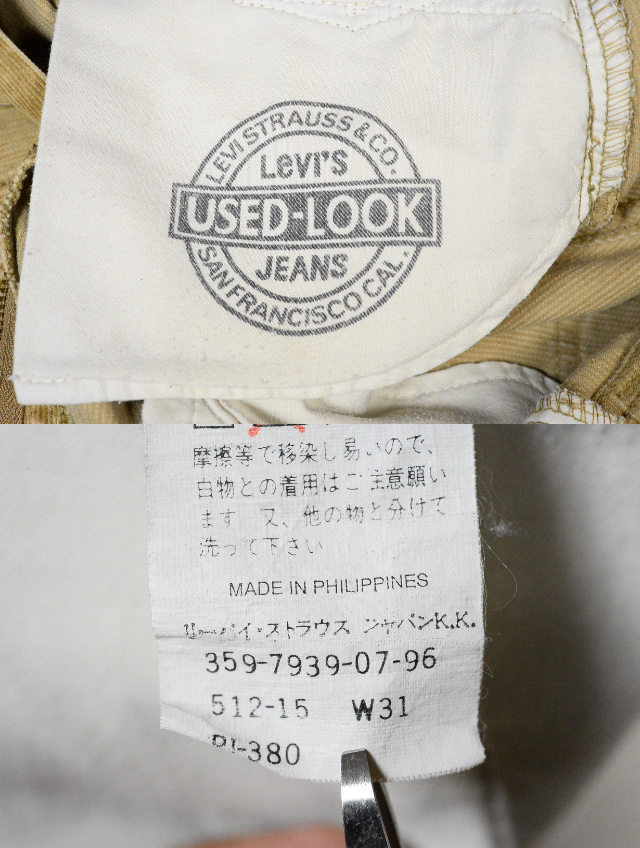 LEVI STRAUSS & CO.
LeVI'S
USED-LOOK
JEANS
SAN FRANCISCO CAL.
摩擦等で移染し易いので、
白物との着用はご注意願い
ます 又、他の物と分けて
洗って下さい
MADE IN PHILIPPINES
リーバイ・ストラウス ジャパンK.K.
359-7939-07-96
512-15 W31
-380